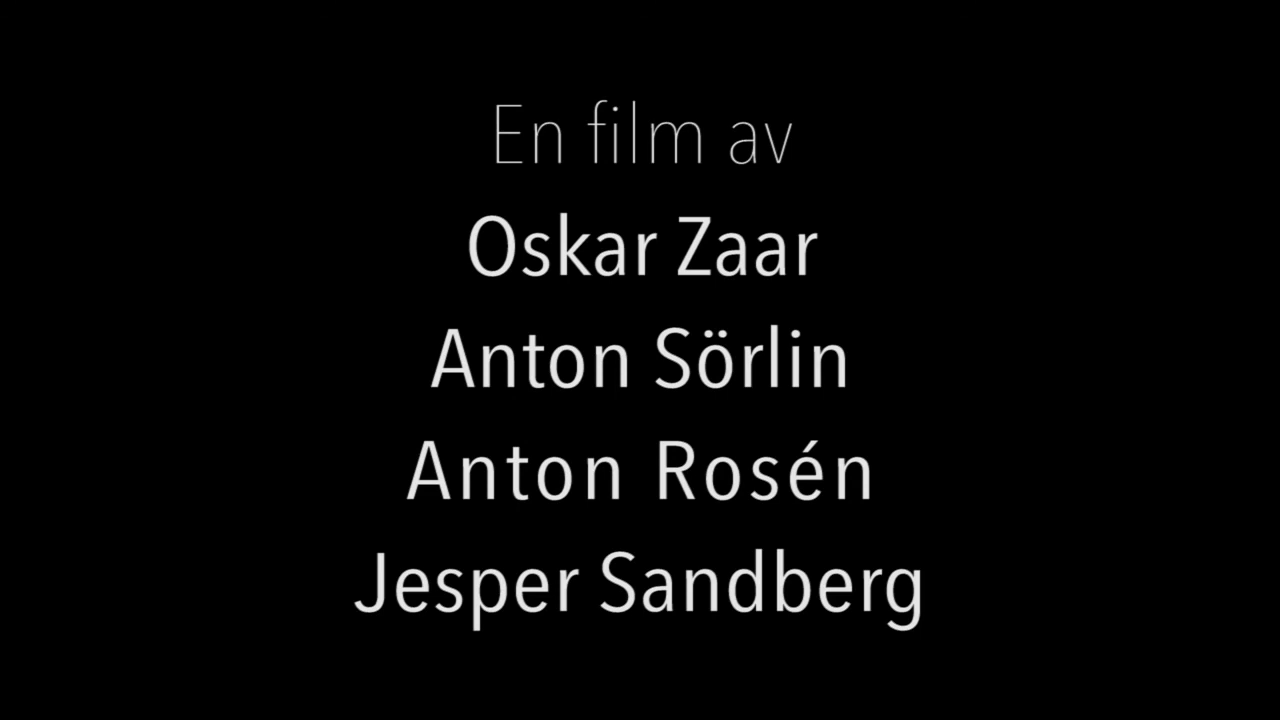 En film av
Oskar Zaar
Anton Sörlin
Anton Rosén
Jesper Sandberg